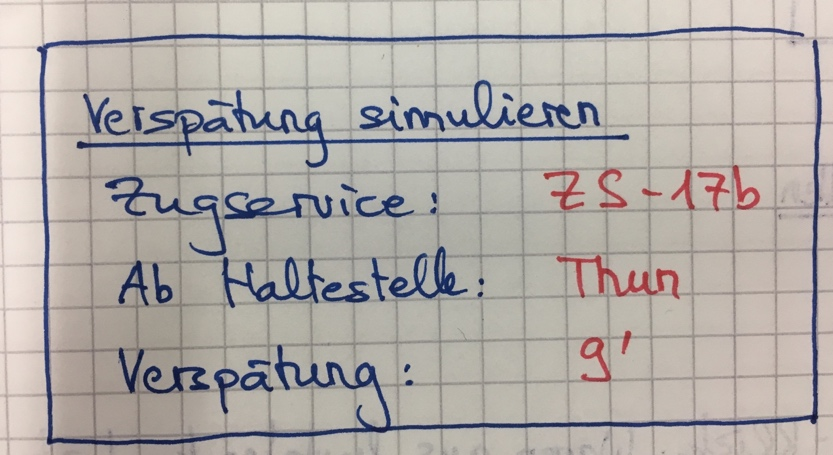 Verspätung simulieren
Zugservice: ZS-17b
Ab Haltestelle: Thun
Verspätung: 9'